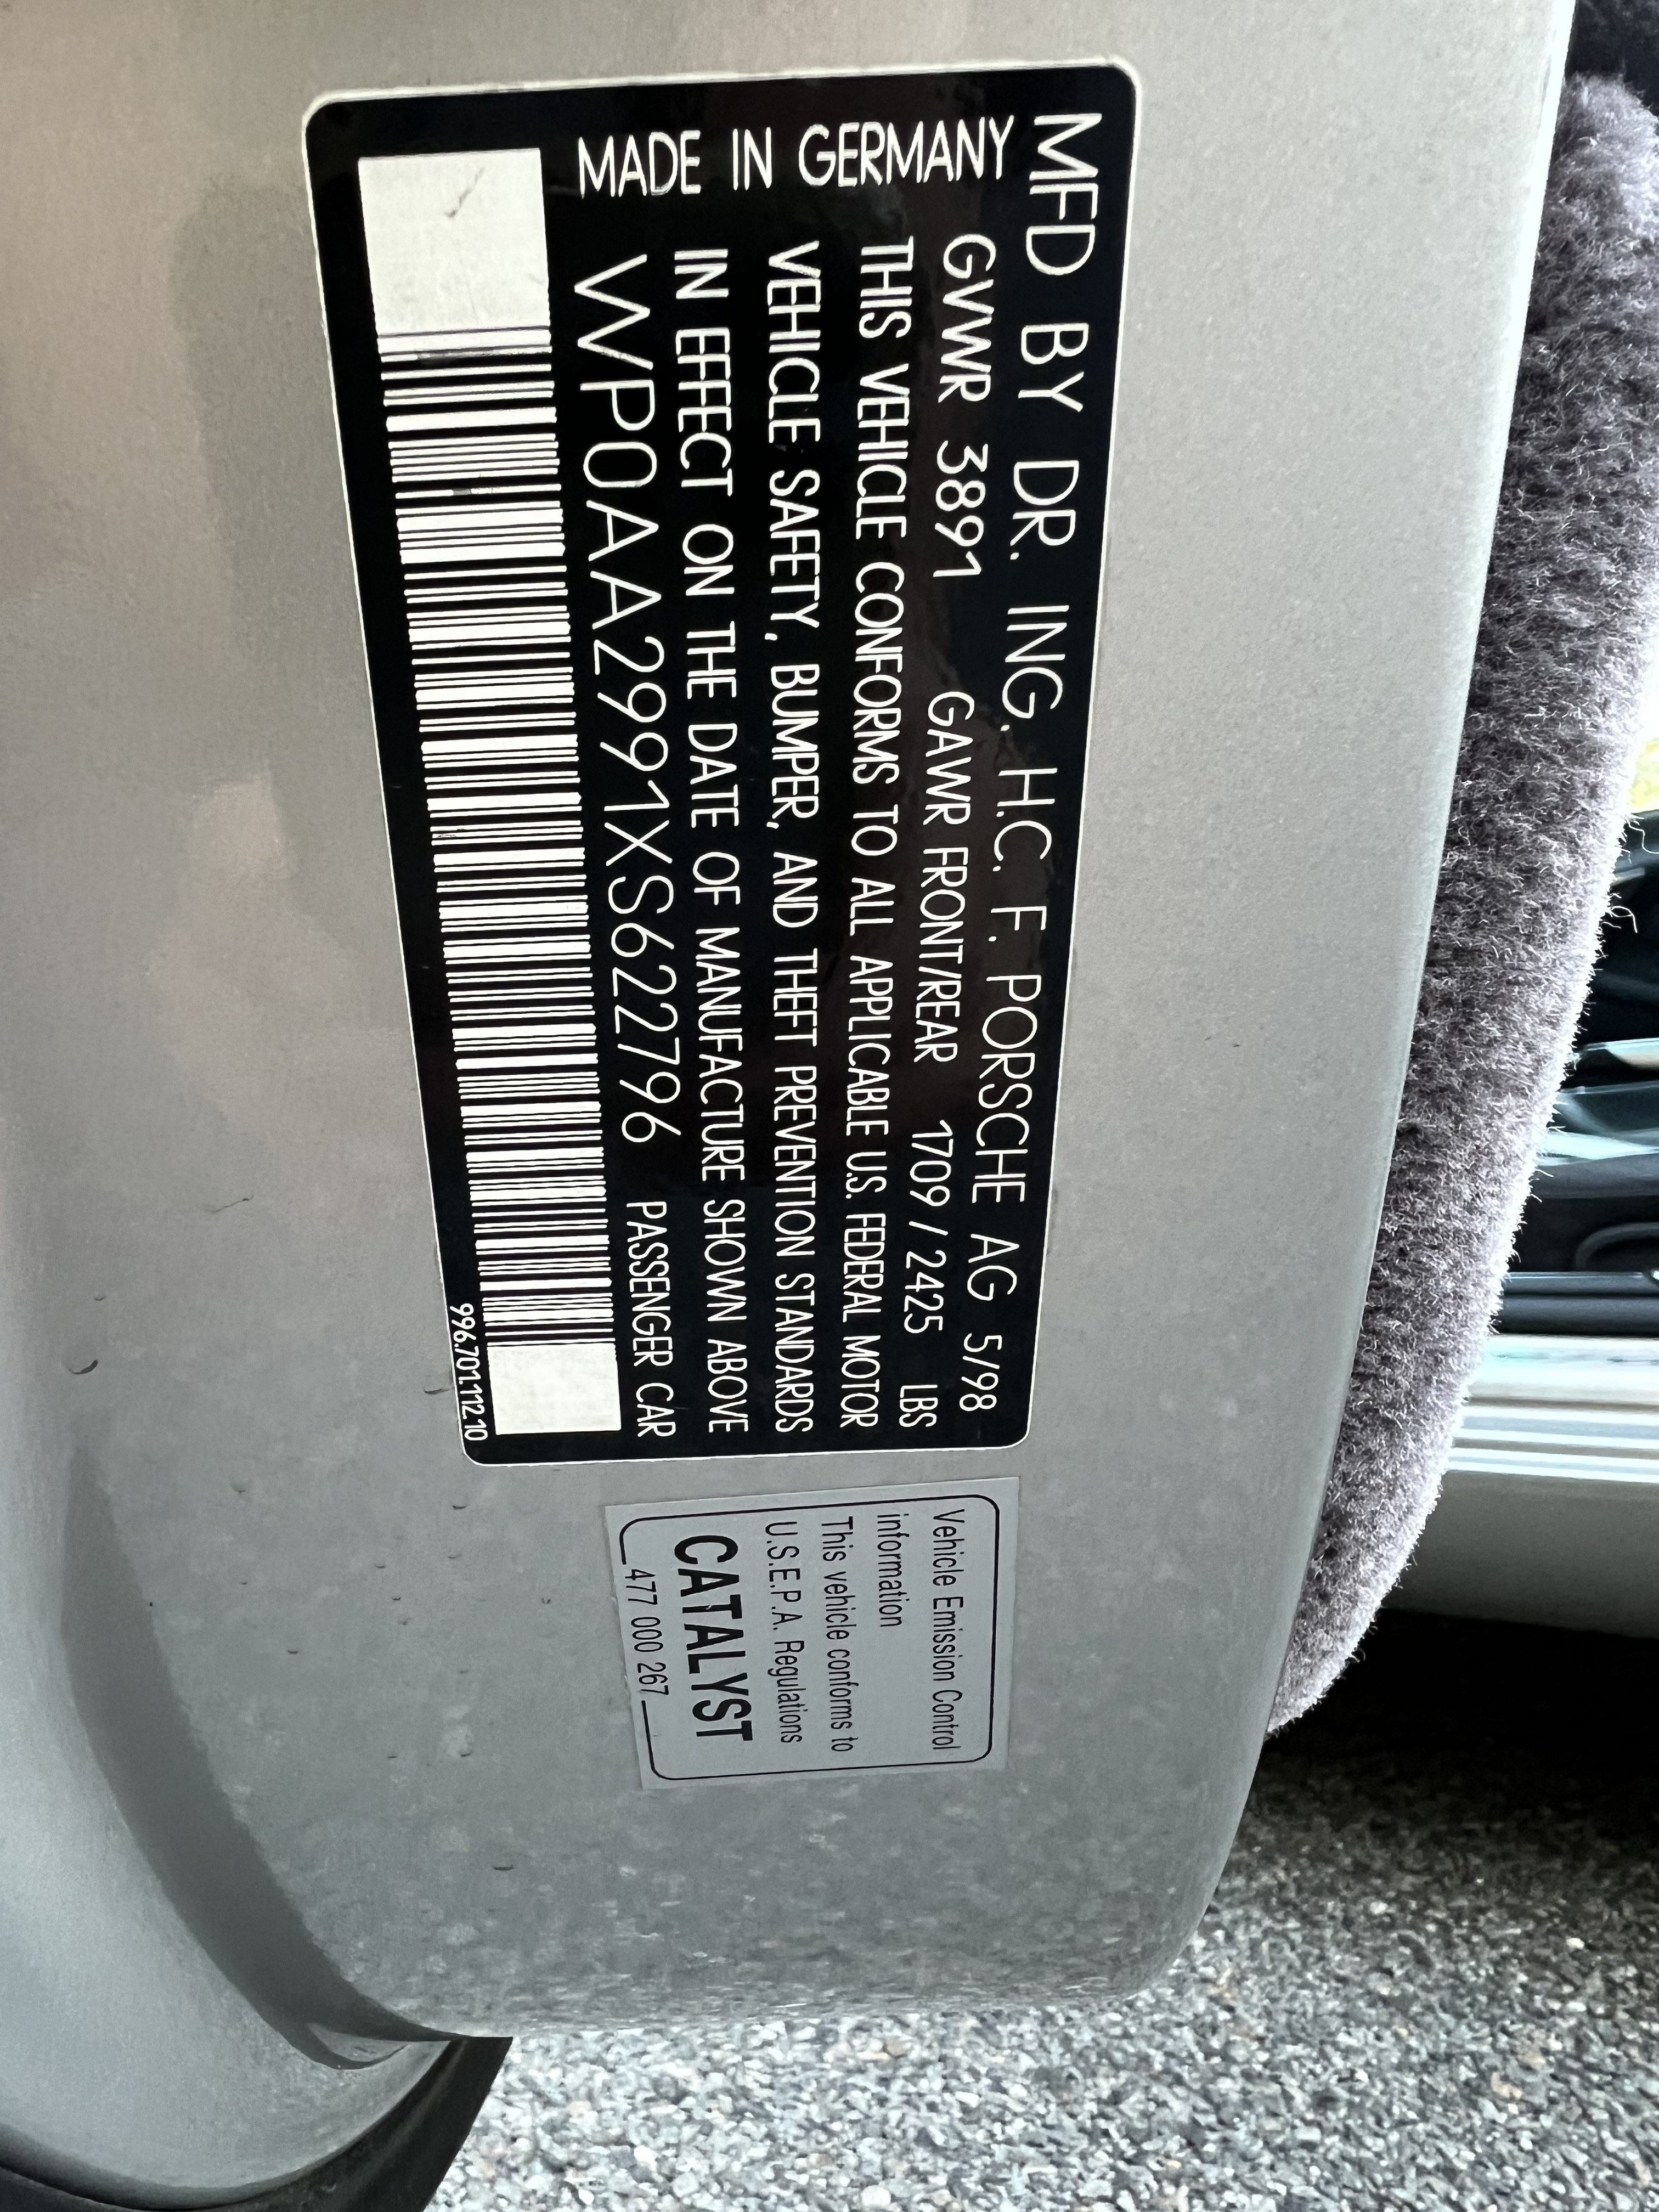 MFD BY DR. ING. H.C. F. PORSCHE AG 5/98
GVWR 3891 GAWR FRONT/REAR 1709/2425 LBS
THIS VEHICLE CONFORMS TO ALL APPLICABLE U.S. FEDERAL MOTOR
VEHICLE SAFETY, BUMPER, AND THEFT PREVENTION STANDARDS
IN EFFECT ON THE DATE OF MANUFACTURE SHOWN ABOVE
WP0AA2991XS622796 PASSENGER CAR
MADE IN GERMANY
996.701.112.10
Vehicle Emission Control
information
This vehicle conforms to
U.S.E.P.A. Regulations
CATALYST
477 000 267